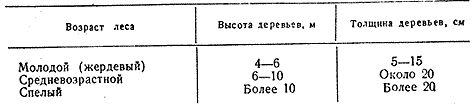 Возраст леса Высота деревьев, м Толщина деревьев, см
Молодой (жердевый) 4—6 5—15
Средневозрастной 6—10 Около 20
Спелый Более 10 Более 20